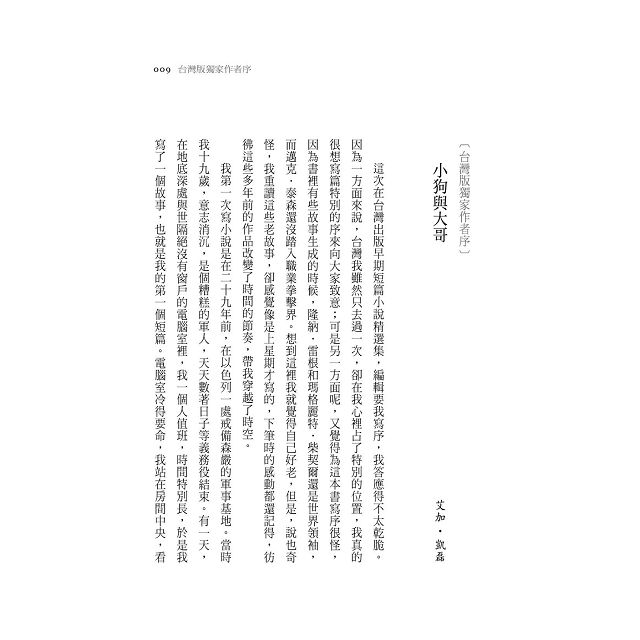 009 台灣版獨家作者序
〔台灣版獨家作者序〕
小狗與大哥
艾加・凱磊
這次在台灣出版早期短篇小說精選集，編輯要我寫序，我答應得不太乾脆。
因為一方面來說，台灣我雖然只去過一次，卻在我心裡占了特別的位置，我真的
很想寫篇特別的序來向大家致意；可是另一方面呢，又覺得為這本書寫序很怪，
因為書裡有些故事生成的時候，隆納・雷根和瑪格麗特・柴契爾還是世界領袖，
而邁克・泰森還沒踏入職業拳擊界。想到這裡我就覺得自己好老，但是，說也奇
怪，我重讀這些老故事，卻感覺像是上星期才寫的，下筆時的感動都還記得，彷
彿這些多年前的作品改變了時間的節奏，帶我穿越了時空。
我第一次寫小說是在二十九年前，在以色列一處戒備森嚴的軍事基地。當時
我十九歲，意志消沉，是個糟糕的軍人，天天數著日子等義務役結束。有一天，
在地底深處與世隔絕沒有窗戶的電腦室裡，我一個人值班，時間特別長，於是我
寫了一個故事，也就是我的第一個短篇。電腦室冷得要命，我站在房間中央，看